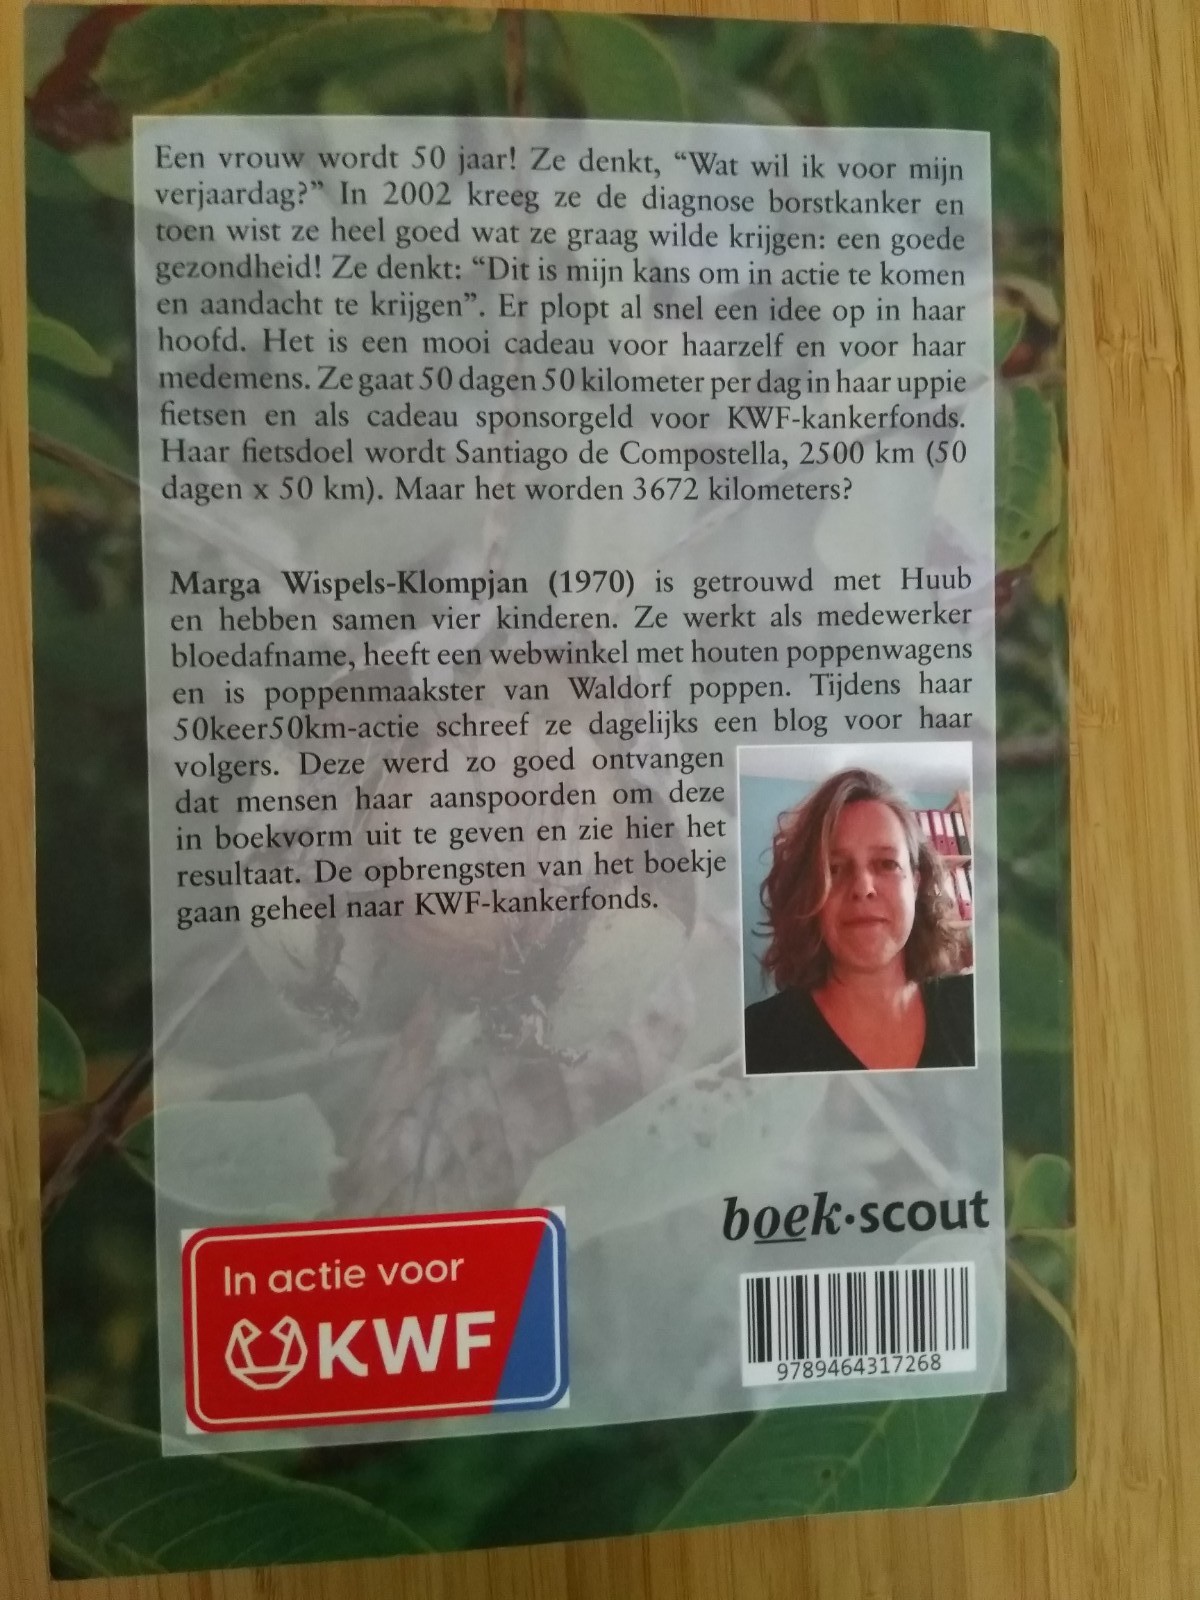 Een vrouw wordt 50 jaar! Ze denkt, “Wat wil ik voor mijn
verjaardag?” In 2002 kreeg ze de diagnose borstkanker en
toen wist ze heel goed wat ze graag wilde krijgen: een goede
gezondheid! Ze denkt: “Dit is mijn kans om in actie te komen
en aandacht te krijgen”. Er plopt al snel een idee op in haar
hoofd. Het is een mooi cadeau voor haarzelf en voor haar
medemens. Ze gaat 50 dagen 50 kilometer per dag in haar uppie
fietsen en als cadeau sponsorgeld voor KWF-kankerfonds.
Haar fietsdoel wordt Santiago de Compostella, 2500 km (50
dagen x 50 km). Maar het worden 3672 kilometers?
Marga Wispels-Klompjan (1970) is getrouwd met Huub
en hebben samen vier kinderen. Ze werkt als medewerker
bloedafname, heeft een webwinkel met houten poppenwagens
en is poppenmaakster van Waldorf poppen. Tijdens haar
50keer50km-actie schreef ze dagelijks een blog voor haar
volgers. Deze werd zo goed ontvangen
dat mensen haar aanspoorden om deze
in boekvorm uit te geven en zie hier het
resultaat. De opbrengsten van het boekje
gaan geheel naar KWF-kankerfonds.
boek·scout
In actie voor
KWF
9789464317268